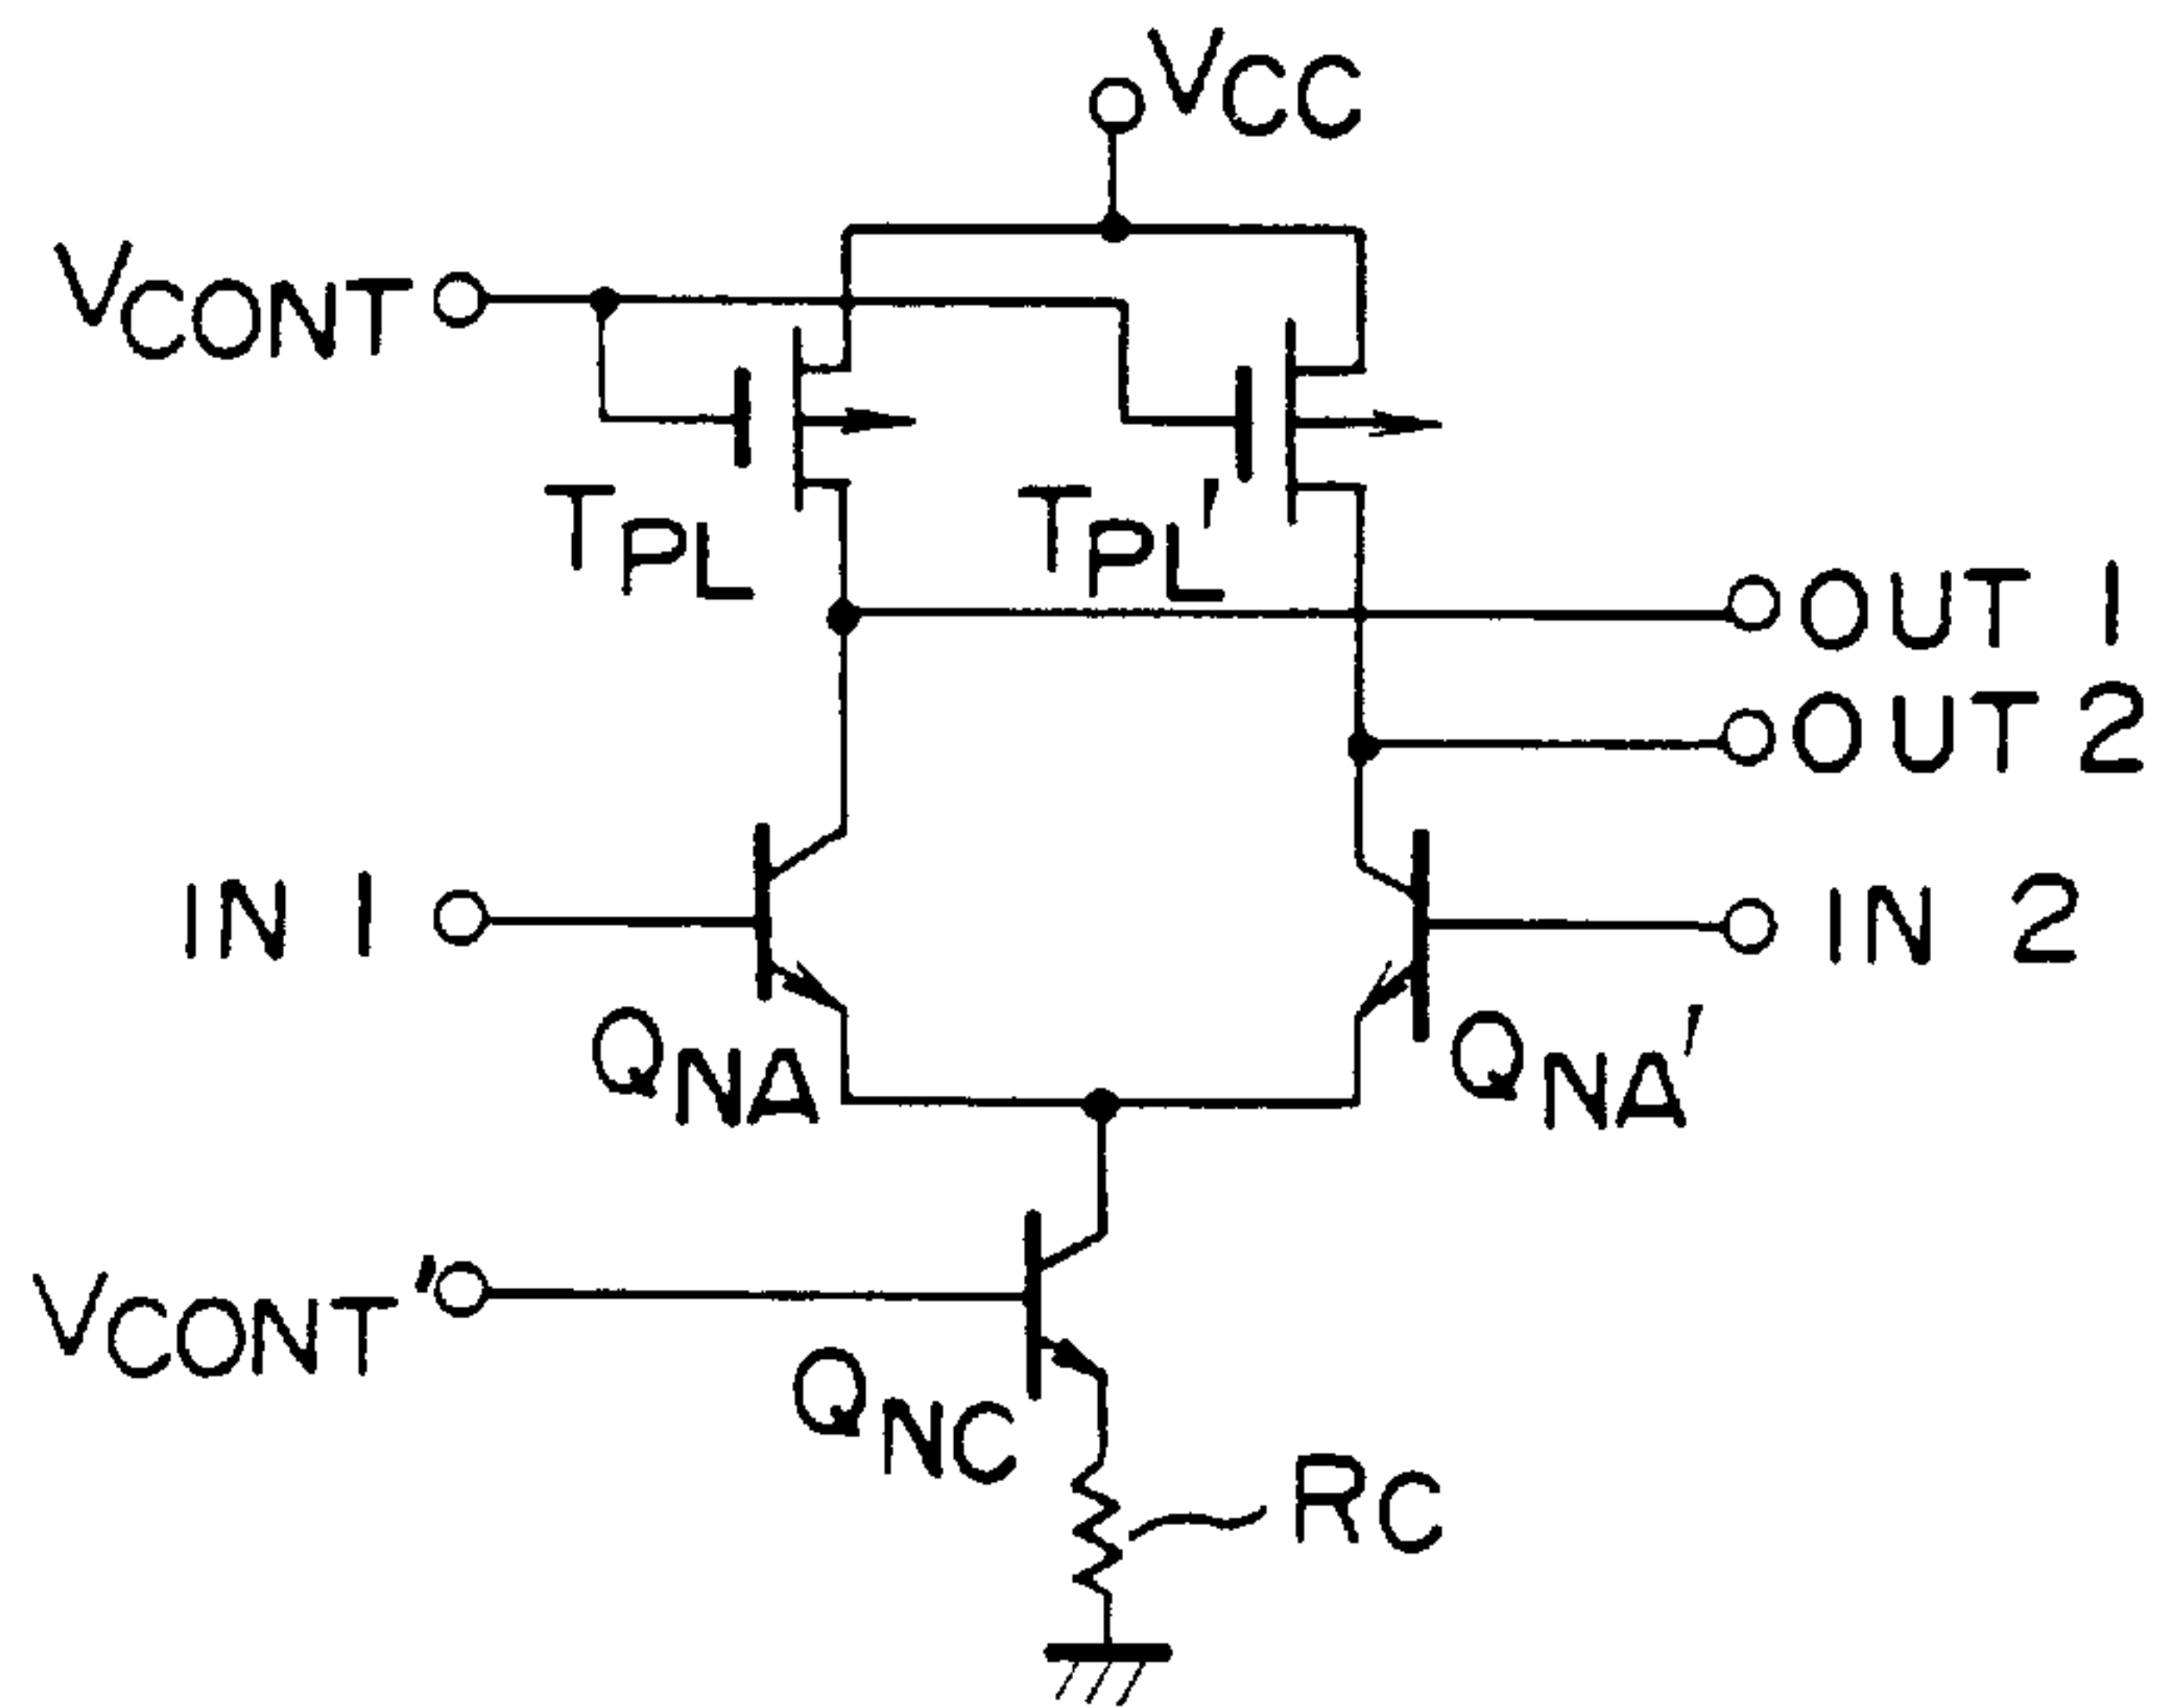 VCC
VCONT
TPL
TPL'
OUT 1
OUT 2
IN 1
IN 2
QNA
QNA'
VCONT'
QNC
RC